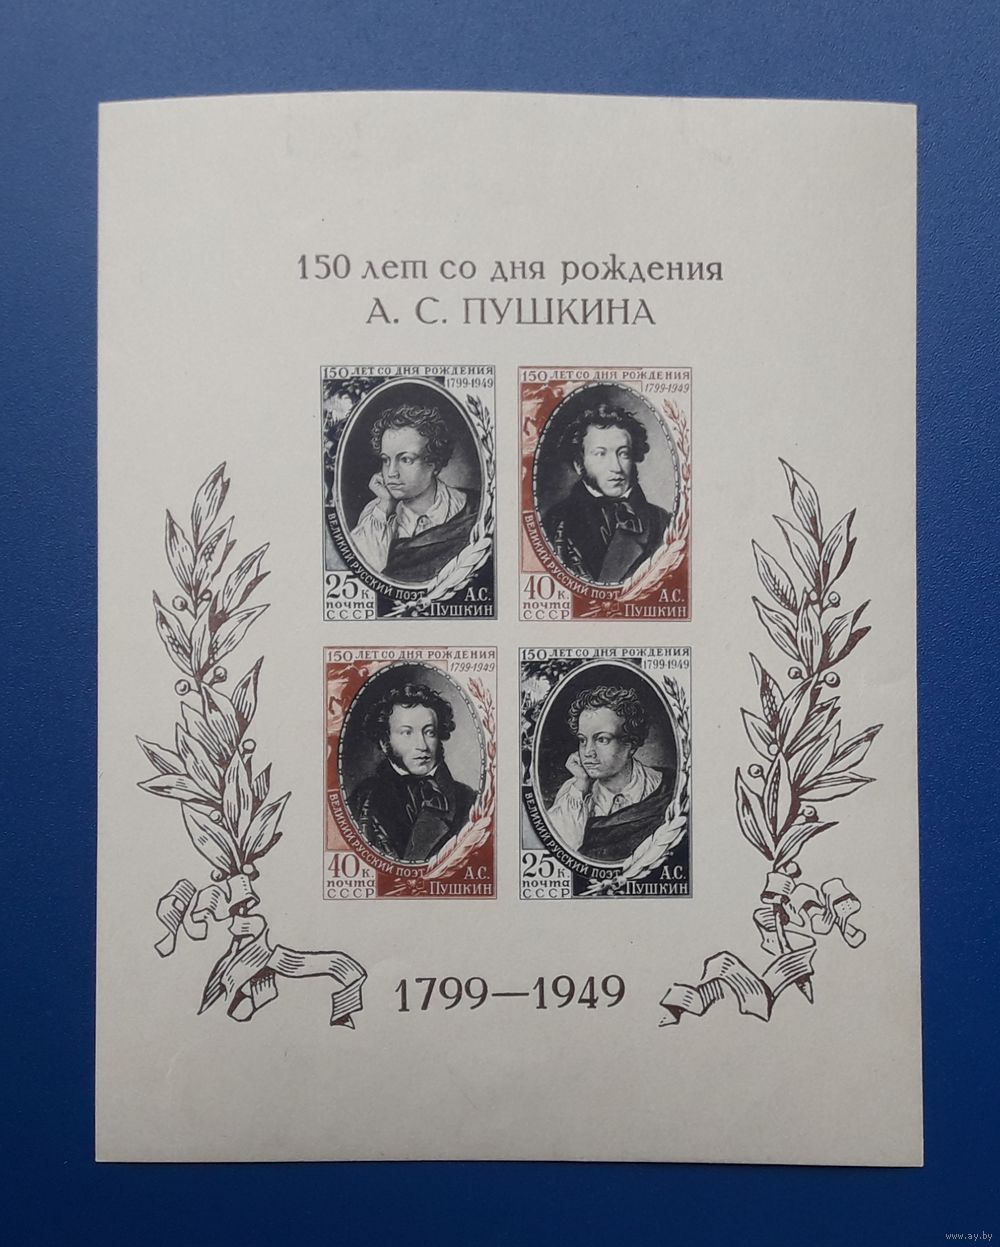 150 лет со дня рождения
А. С. ПУШКИНА
150 ЛЕТ СО ДНЯ РОЖДЕНИЯ
1799-1949
ВЕЛИКИЙ РУССКИЙ ПОЭТ
25 к.
почта
СССР
А.С.
ПУШКИН
150 ЛЕТ СО ДНЯ РОЖДЕНИЯ
1799-1949
ВЕЛИКИЙ РУССКИЙ ПОЭТ
40 к.
почта
СССР
А.С.
ПУШКИН
150 ЛЕТ СО ДНЯ РОЖДЕНИЯ
1799-1949
ВЕЛИКИЙ РУССКИЙ ПОЭТ
40 к.
почта
СССР
А.С.
ПУШКИН
150 ЛЕТ СО ДНЯ РОЖДЕНИЯ
1799-1949
ВЕЛИКИЙ РУССКИЙ ПОЭТ
25 к.
почта
СССР
А.С.
ПУШКИН
1799—1949
www.ay.by